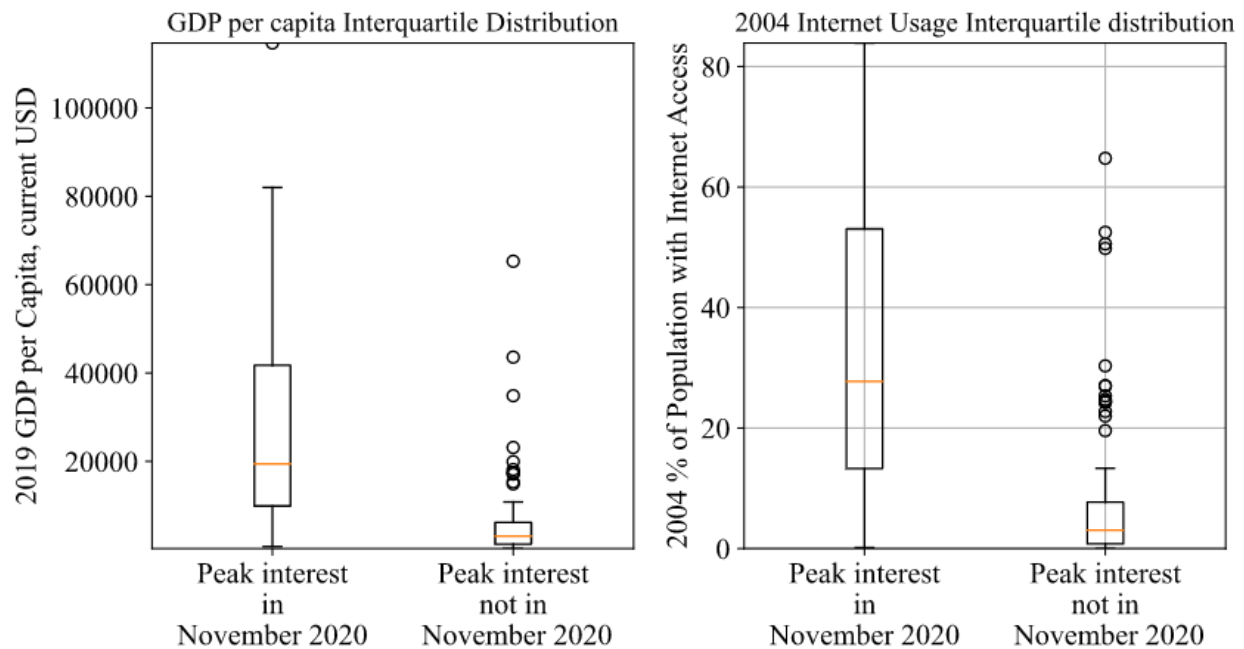 GDP per capita Interquartile Distribution
2019 GDP per Capita, current USD
100000
80000
60000
40000
20000
Peak interest
in
November 2020
Peak interest
not in
November 2020
2004 Internet Usage Interquartile distribution
2004 % of Population with Internet Access
80
60
40
20
0
Peak interest
in
November 2020
Peak interest
not in
November 2020